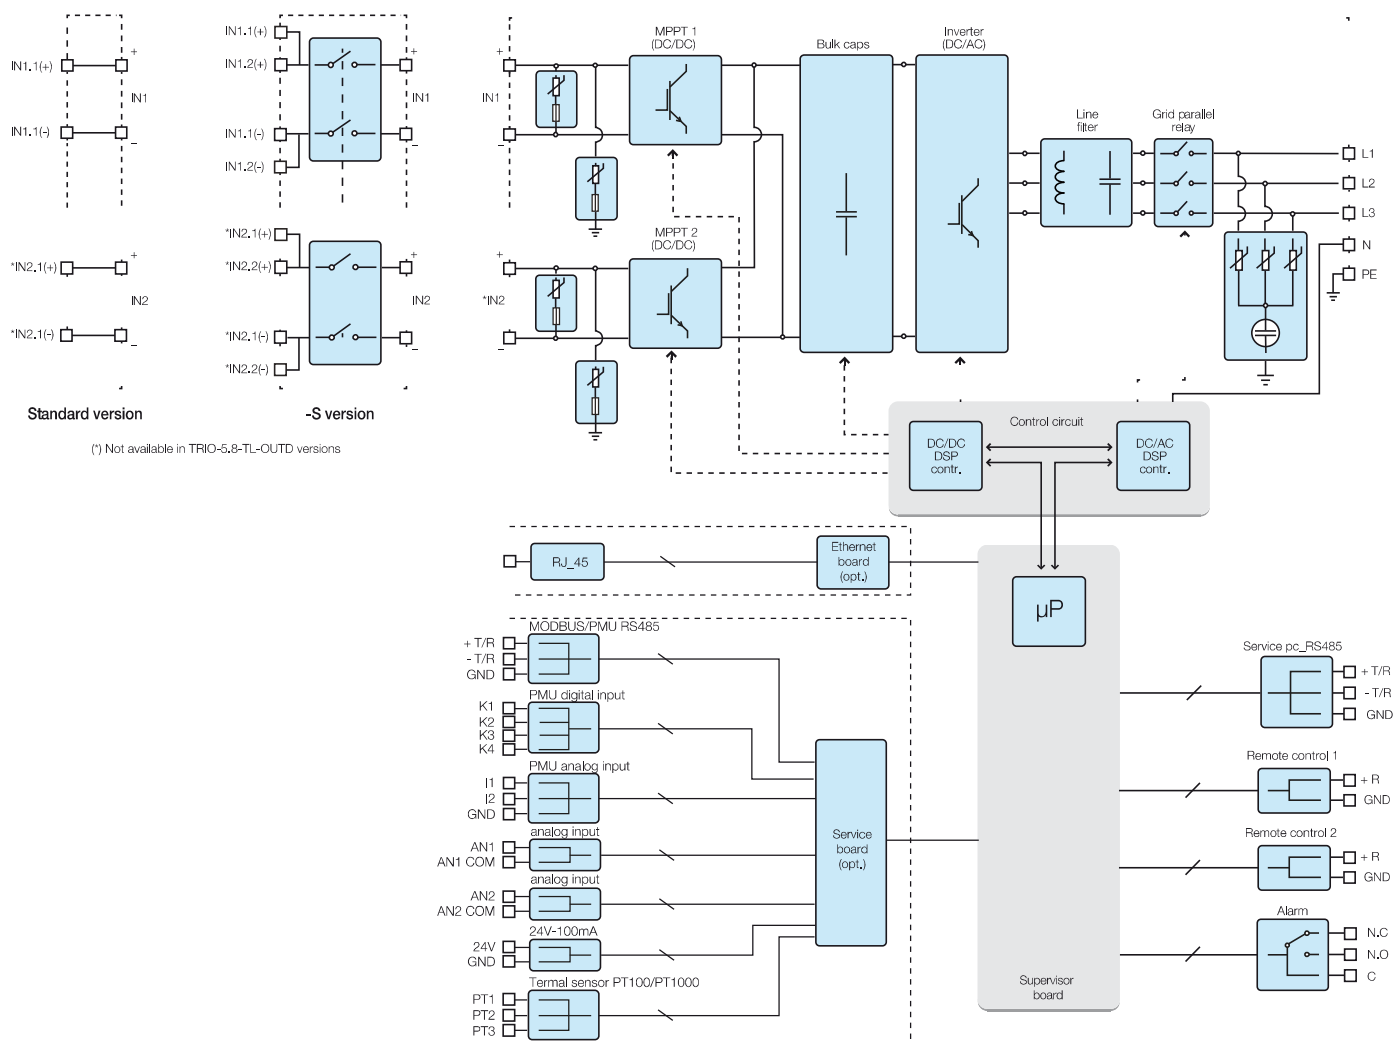 IN1.1(+)
+
IN1
IN1.1(-)
_
*IN2.1(+)
+
IN2
*IN2.1(-)
_
Standard version
IN1.1(+)
IN1.2(+)
+
IN1
IN1.1(-)
IN1.2(-)
_
*IN2.1(+)
*IN2.2(+)
+
IN2
*IN2.1(-)
*IN2.2(-)
_
-S version
(*) Not available in TRIO-5.8-TL-OUTD versions
+
IN1
_
+
*IN2
_
MPPT 1
(DC/DC)
MPPT 2
(DC/DC)
Bulk caps
Inverter
(DC/AC)
Line
filter
Grid parallel
relay
L1
L2
L3
N
PE
Control circuit
DC/DC
DSP
contr.
DC/AC
DSP
contr.
RJ_45
Ethernet
board
(opt.)
µP
MODBUS/PMU RS485
+ T/R
- T/R
GND
PMU digital input
K1
K2
K3
K4
PMU analog input
I1
I2
GND
analog input
AN1
AN1 COM
analog input
AN2
AN2 COM
24V-100mA
24V
GND
Termal sensor PT100/PT1000
PT1
PT2
PT3
Service
board
(opt.)
Supervisor
board
Service pc_RS485
+ T/R
- T/R
GND
Remote control 1
+ R
GND
Remote control 2
+ R
GND
Alarm
N.C
N.O
C